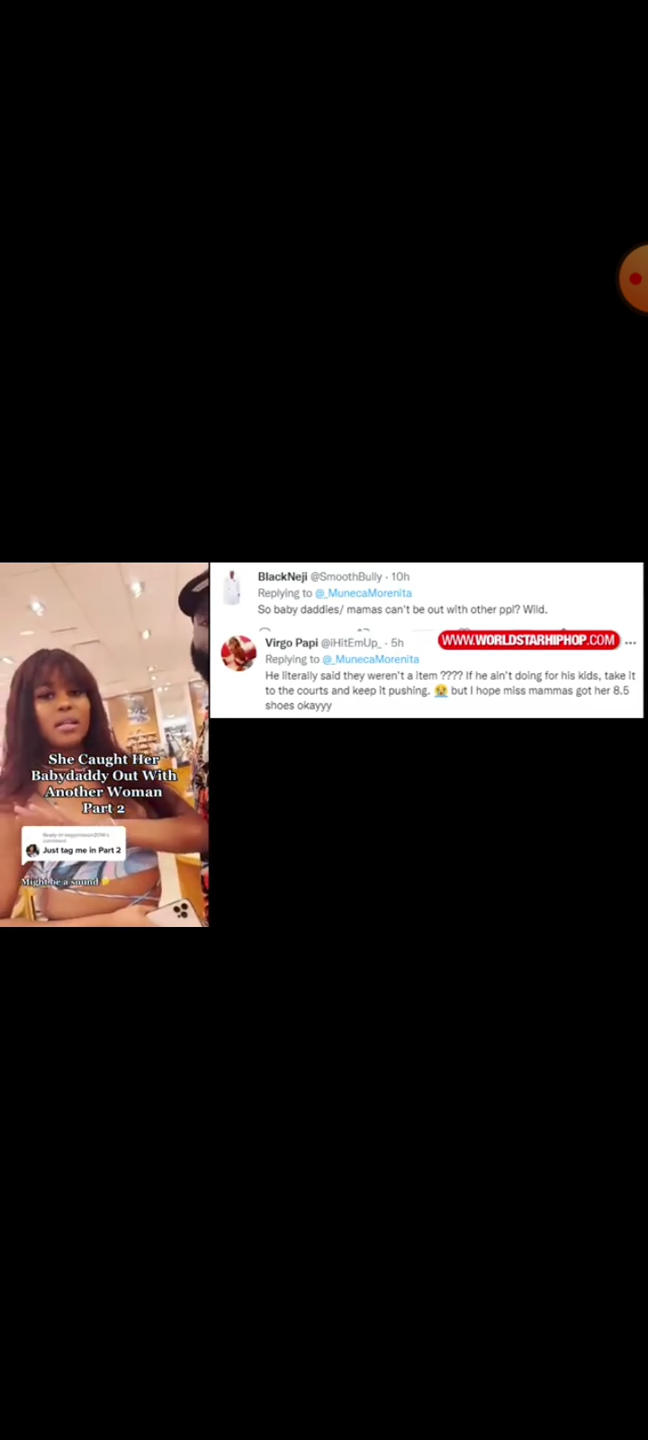 BlackNeji @SmoothBully · 10h
Replying to @_MunecaMorenita
So baby daddies/ mamas can't be out with other ppl? Wild.
WWW.WORLDSTARHIPHOP.COM
Virgo Papi @iHitEmUp_ · 5h
Replying to @_MunecaMorenita
He literally said they weren't a item ???? If he ain't doing for his kids, take it
to the courts and keep it pushing. 😭 but I hope miss mammas got her 8.5
shoes okayyy
She Caught Her
Babydaddy Out With
Another Woman
Part 2
Reply to
comment
Just tag me in Part 2
Might be a sound